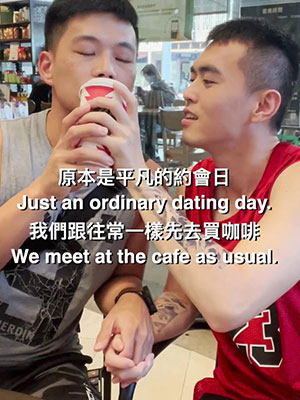 原本是平凡的約會日
Just an ordinary dating day.
我們跟往常一樣先去買咖啡
We meet at the cafe as usual.